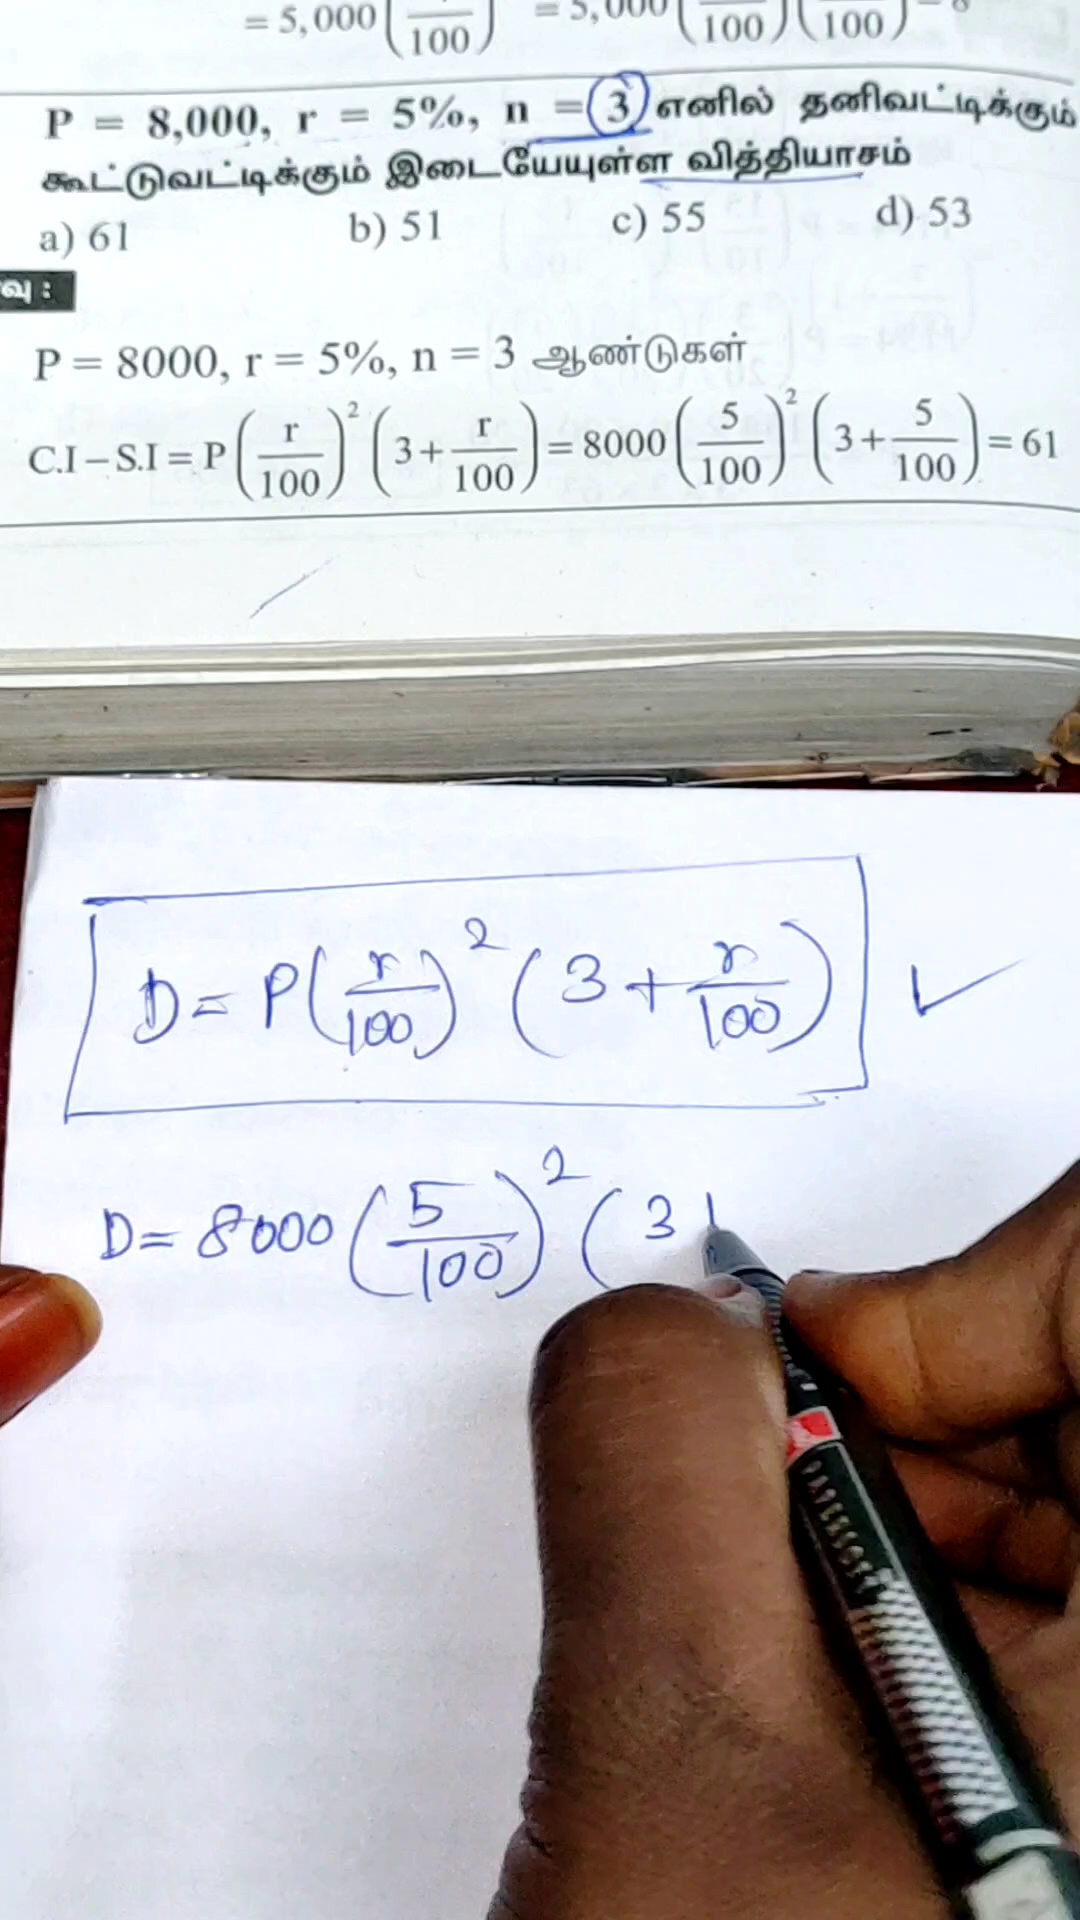 = 5,000 (/100) = 5,000 (/100) (/100)
P = 8,000, r = 5%, n = 3 எனில் தனிவட்டிக்கும்
கூட்டுவட்டிக்கும் இடையேயுள்ள வித்தியாசம்
a) 61 b) 51 c) 55 d) 53
வு :
P = 8000, r = 5%, n = 3 ஆண்டுகள்
C.I – S.I = P (r/100)² (3 + r/100) = 8000 (5/100)² (3 + 5/100) = 61
D = P (r/100)² (3 + r/100) ✓
D = 8000 (5/100)² ( 3